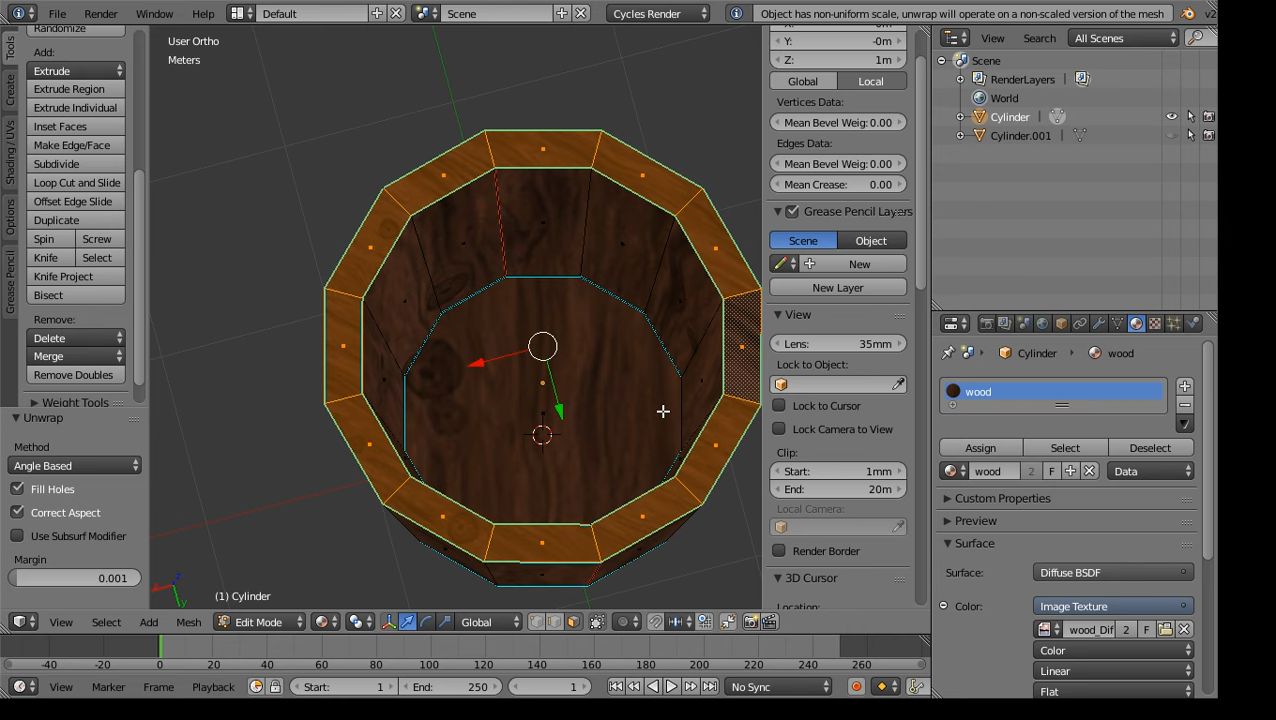 File Render Window Help Default Scene Cycles Render Object has non-uniform scale, unwrap will operate on a non-scaled version of the mesh v2
Tools
Create
Shading / UVs
Options
Grease Pencil
Randomize
Add:
Extrude
Extrude Region
Extrude Individual
Inset Faces
Make Edge/Face
Subdivide
Loop Cut and Slide
Offset Edge Slide
Duplicate
Spin Screw
Knife Select
Knife Project
Bisect
Remove:
Delete
Merge
Remove Doubles
Weight Tools
Unwrap
Method
Angle Based
Fill Holes
Correct Aspect
Use Subsurf Modifier
Margin
0.001
User Ortho
Meters
(1) Cylinder
Y: -0m
Z: 1m
Global Local
Vertices Data:
Mean Bevel Weig: 0.00
Edges Data:
Mean Bevel Weig: 0.00
Mean Crease: 0.00
Grease Pencil Layers
Scene Object
New
New Layer
View
Lens: 35mm
Lock to Object:
Lock to Cursor
Lock Camera to View
Clip:
Start: 1mm
End: 20m
Local Camera:
Render Border
3D Cursor
Location:
View Search All Scenes
Scene
RenderLayers
World
Cylinder
Cylinder.001
Cylinder wood
wood
Assign Select Deselect
wood 2 F Data
Custom Properties
Preview
Surface
Surface: Diffuse BSDF
Color: Image Texture
wood_Dif 2 F
Color
Linear
Flat
View Select Add Mesh Edit Mode Global
-40 -20 0 20 40 60 80 100 120 140 160 180 200 220 240 260
View Marker Frame Playback Start: 1 End: 250 1 No Sync